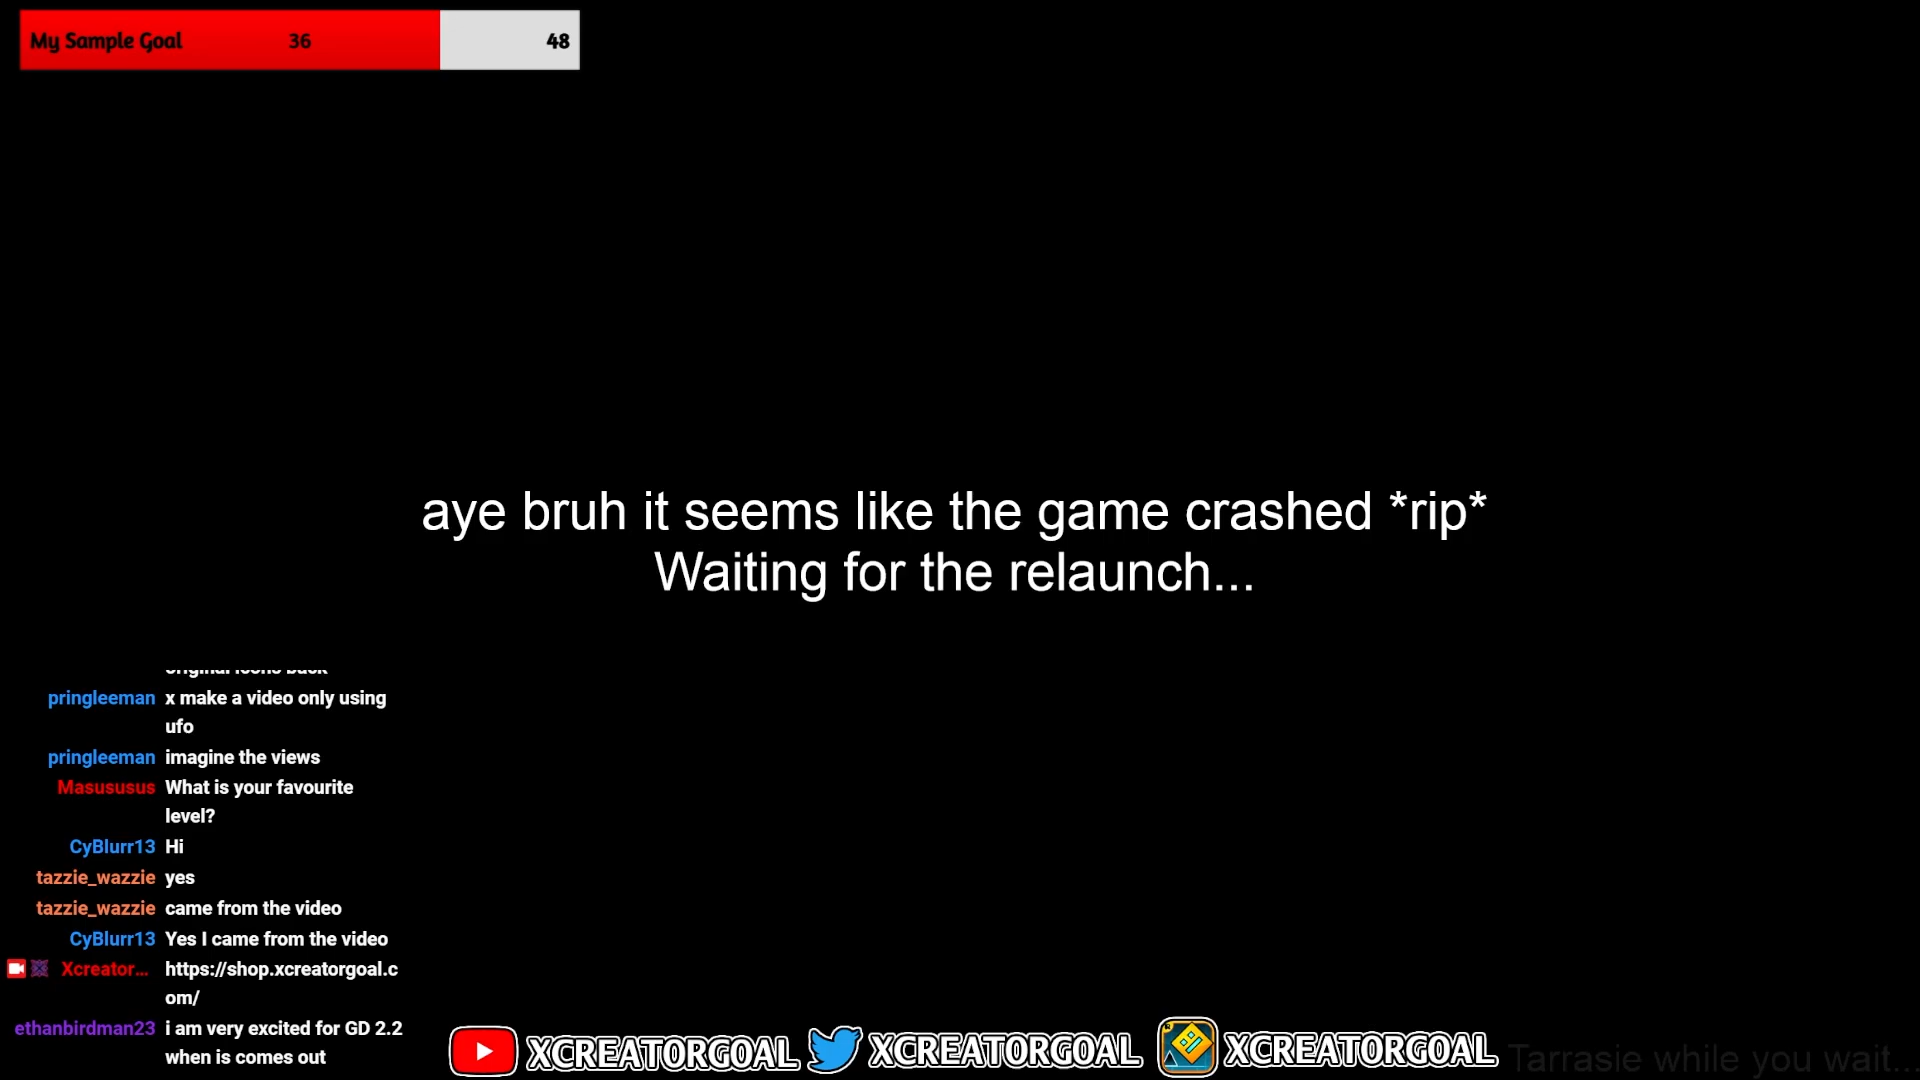 My Sample Goal 36 48
aye bruh it seems like the game crashed *rip*
Waiting for the relaunch...
original icons back
pringleeman x make a video only using
ufo
pringleeman imagine the views
Masususus What is your favourite
level?
CyBlurr13 Hi
tazzie_wazzie yes
tazzie_wazzie came from the video
CyBlurr13 Yes I came from the video
Xcreator... https://shop.xcreatorgoal.c
om/
ethanbirdman23 i am very excited for GD 2.2
when is comes out
XCREATORGOAL XCREATORGOAL XCREATORGOAL Tarrasie while you wait...